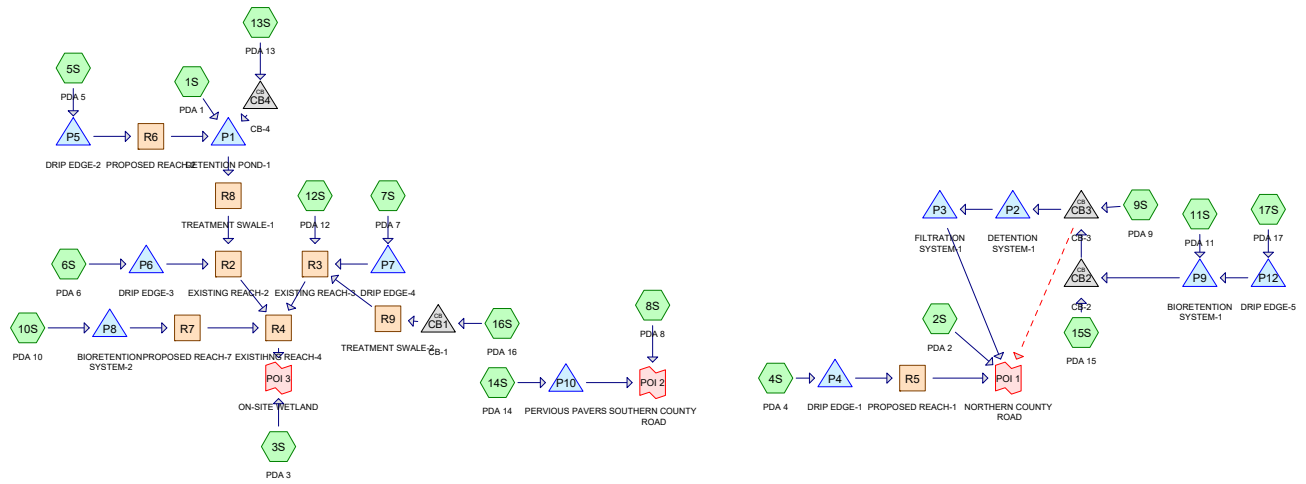 13S
PDA 13
5S
PDA 5
1S
PDA 1
CB
CB4
CB-4
P5
DRIP EDGE-2
R6
PROPOSED REACH-2
P1
DETENTION POND-1
R8
TREATMENT SWALE-1
12S
PDA 12
7S
PDA 7
6S
PDA 6
P6
DRIP EDGE-3
R2
EXISTING REACH-2
R3
EXISTING REACH-3
P7
DRIP EDGE-4
10S
PDA 10
P8
BIORETENTION
SYSTEM-2
R7
PROPOSED REACH-7
R4
EXISTIHNG REACH-4
R9
TREATMENT SWALE-2
CB
CB1
CB-1
16S
PDA 16
POI 3
ON-SITE WETLAND
3S
PDA 3
8S
PDA 8
14S
PDA 14
P10
PERVIOUS PAVERS
POI 2
SOUTHERN COUNTY
ROAD
P3
FILTRATION
SYSTEM-1
P2
DETENTION
SYSTEM-1
CB
CB3
CB-3
9S
PDA 9
11S
PDA 11
17S
PDA 17
CB
CB2
CB-2
P9
BIORETENTION
SYSTEM-1
P12
DRIP EDGE-5
15S
PDA 15
2S
PDA 2
4S
PDA 4
P4
DRIP EDGE-1
R5
PROPOSED REACH-1
POI 1
NORTHERN COUNTY
ROAD